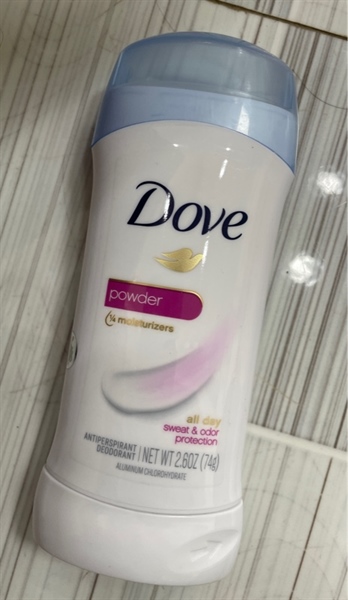 Dove
powder
¼ moisturizers
all day
sweat & odor
protection
ANTIPERSPIRANT
DEODORANT
NET WT 2.6OZ (74g)
ALUMINUM CHLOROHYDRATE